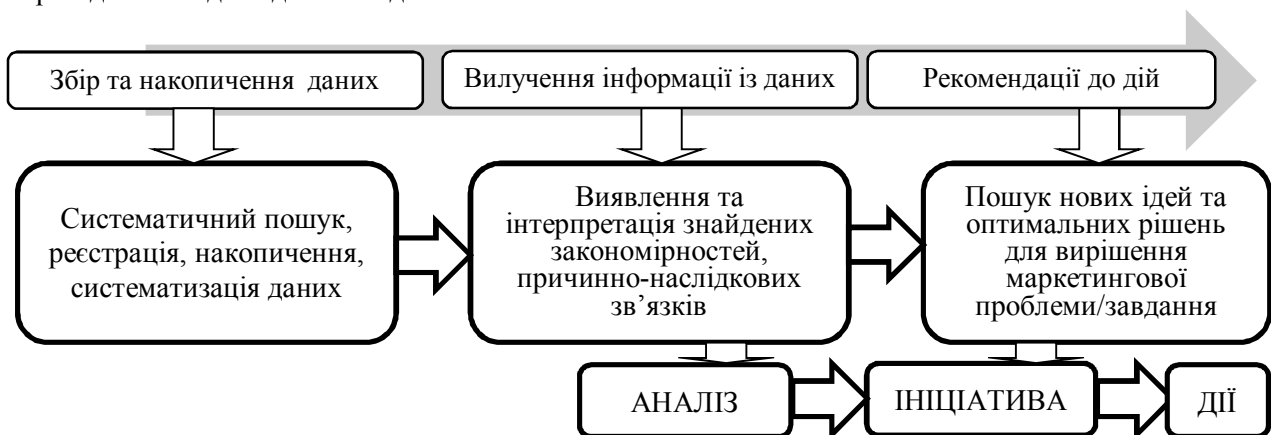 Збір та накопичення даних
Вилучення інформації із даних
Рекомендації до дій
Систематичний пошук,
реєстрація, накопичення,
систематизація даних
Виявлення та
інтерпретація знайдених
закономірностей,
причинно-наслідкових
зв’язків
Пошук нових ідей та
оптимальних рішень
для вирішення
маркетингової
проблеми/завдання
АНАЛІЗ
ІНІЦІАТИВА
ДІЇ